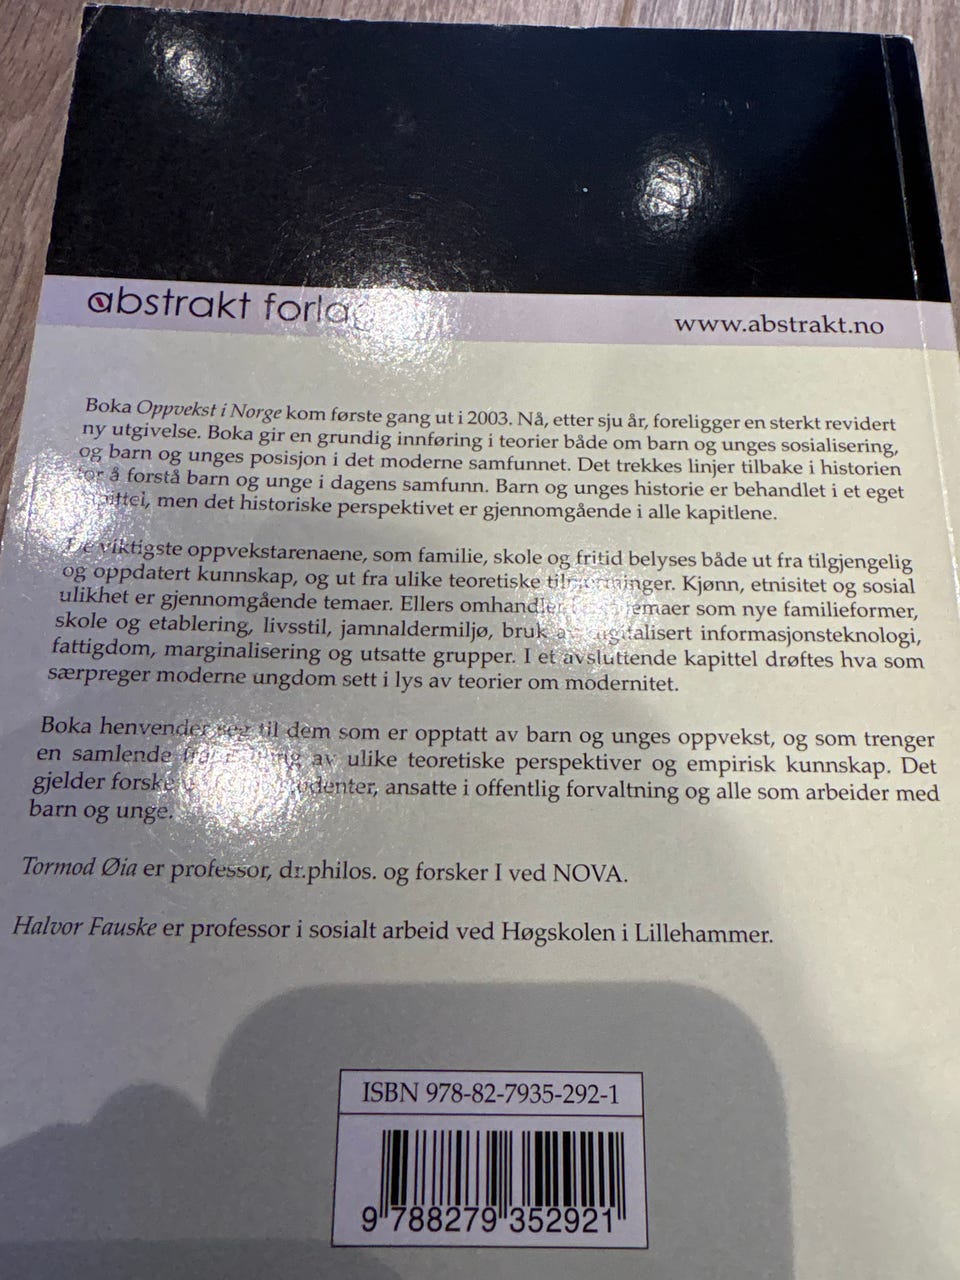 abstrakt forlag
www.abstrakt.no
Boka Oppvekst i Norge kom første gang ut i 2003. Nå, etter sju år, foreligger en sterkt revidert
ny utgivelse. Boka gir en grundig innføring i teorier både om barn og unges sosialisering,
og barn og unges posisjon i det moderne samfunnet. Det trekkes linjer tilbake i historien
for å forstå barn og unge i dagens samfunn. Barn og unges historie er behandlet i et eget
kapittel, men det historiske perspektivet er gjennomgående i alle kapitlene.
De viktigste oppvekstarenaene, som familie, skole og fritid belyses både ut fra tilgjengelig
og oppdatert kunnskap, og ut fra ulike teoretiske tilnærminger. Kjønn, etnisitet og sosial
ulikhet er gjennomgående temaer. Ellers omhandler temaer som nye familieformer,
skole og etablering, livsstil, jamnaldermiljø, bruk av digitalisert informasjonsteknologi,
fattigdom, marginalisering og utsatte grupper. I et avsluttende kapittel drøftes hva som
særpreger moderne ungdom sett i lys av teorier om modernitet.
Boka henvender seg til dem som er opptatt av barn og unges oppvekst, og som trenger
en samlende av ulike teoretiske perspektiver og empirisk kunnskap. Det
gjelder studenter, ansatte i offentlig forvaltning og alle som arbeider med
barn og unge.
Tormod Øia er professor, dr.philos. og forsker I ved NOVA.
Halvor Fauske er professor i sosialt arbeid ved Høgskolen i Lillehammer.
ISBN 978-82-7935-292-1
9 788279 352921